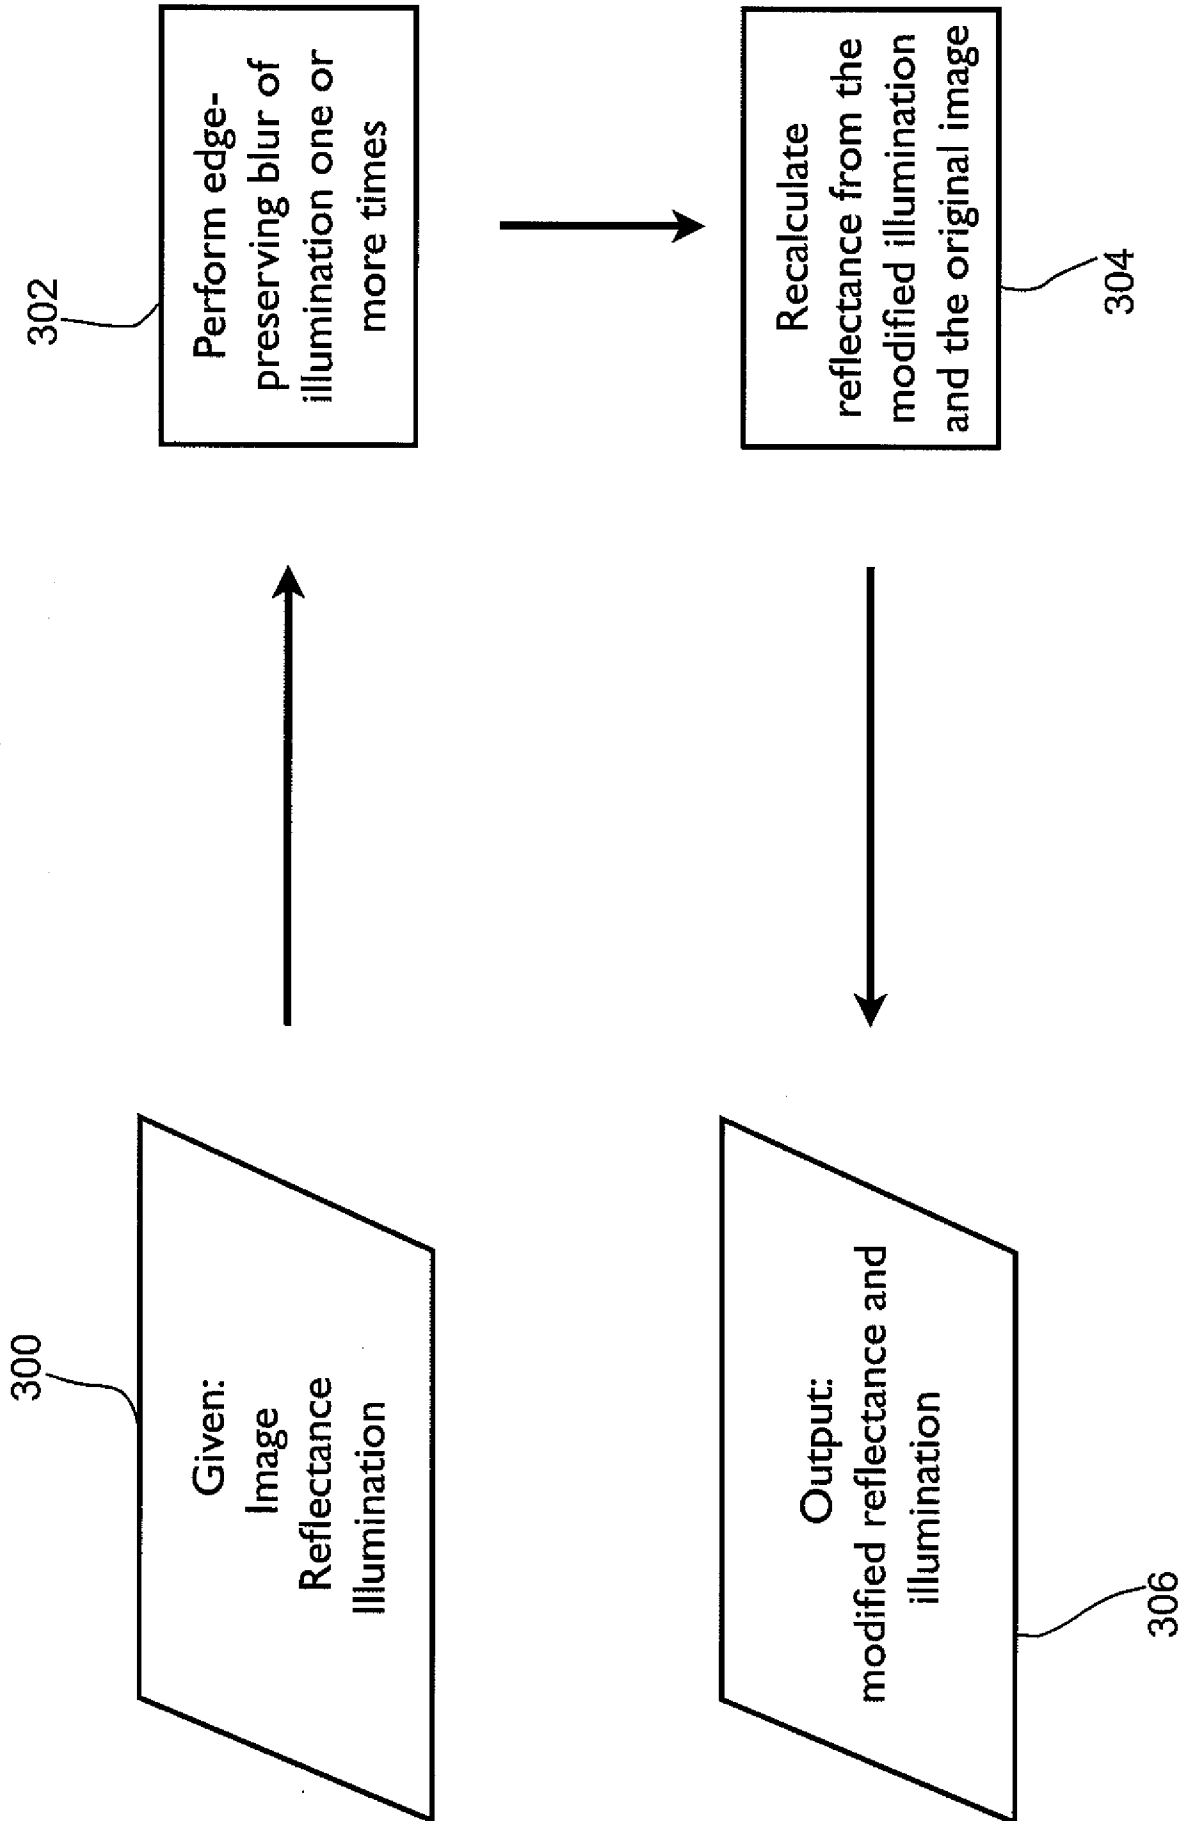 300
Given:
Image
Reflectance
Illumination
302
Perform edge-
preserving blur of
illumination one or
more times
304
Recalculate
reflectance from the
modified illumination
and the original image
306
Output:
modified reflectance and
illumination